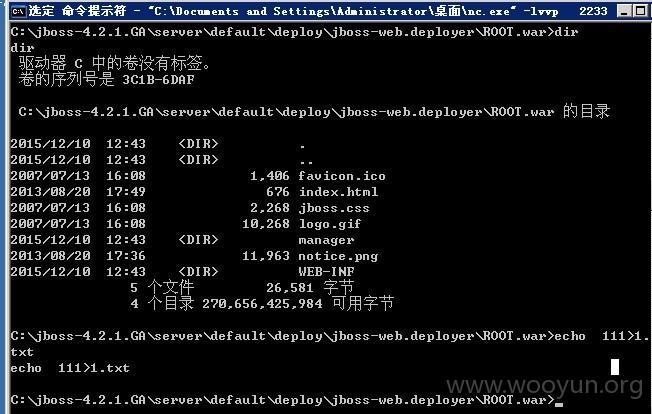 选定 命令提示符 - "C:\Documents and Settings\Administrator\桌面\nc.exe" -lvvp 2233
C:\jboss-4.2.1.GA\server\default\deploy\jboss-web.deployer\ROOT.war>dir
dir
驱动器 C 中的卷没有标签。
卷的序列号是 3C1B-6DAF
C:\jboss-4.2.1.GA\server\default\deploy\jboss-web.deployer\ROOT.war 的目录
2015/12/10 12:43 <DIR> .
2015/12/10 12:43 <DIR> ..
2007/07/13 16:08 1,406 favicon.ico
2013/08/20 17:49 676 index.html
2007/07/13 16:08 2,268 jboss.css
2007/07/13 16:08 10,268 logo.gif
2015/12/10 12:43 <DIR> manager
2013/08/20 17:36 11,963 notice.png
2015/12/10 12:43 <DIR> WEB-INF
5 个文件 26,581 字节
4 个目录 270,656,425,984 可用字节
C:\jboss-4.2.1.GA\server\default\deploy\jboss-web.deployer\ROOT.war>echo 111>1.
txt
echo 111>1.txt
C:\jboss-4.2.1.GA\server\default\deploy\jboss-web.deployer\ROOT.war>
www.wooyun.org